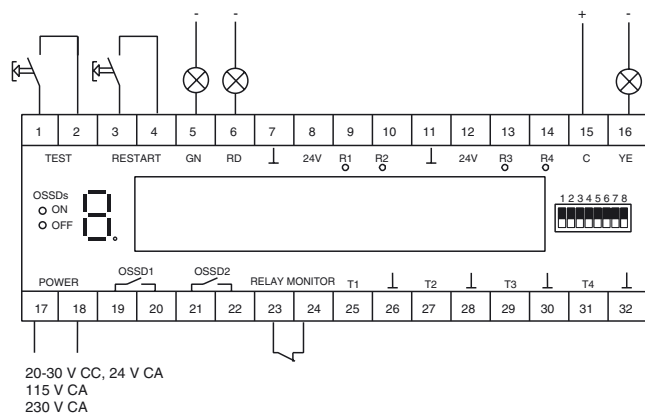 - - + -
1 2 3 4 5 6 7 8 9 10 11 12 13 14 15 16
TEST RESTART GN RD ⊥ 24V R1 R2 ⊥ 24V R3 R4 C YE
OSSDs
ON
OFF
8.
1 2 3 4 5 6 7 8
POWER OSSD1 OSSD2 RELAY MONITOR T1 ⊥ T2 ⊥ T3 ⊥ T4 ⊥
17 18 19 20 21 22 23 24 25 26 27 28 29 30 31 32
20-30 V CC, 24 V CA
115 V CA
230 V CA